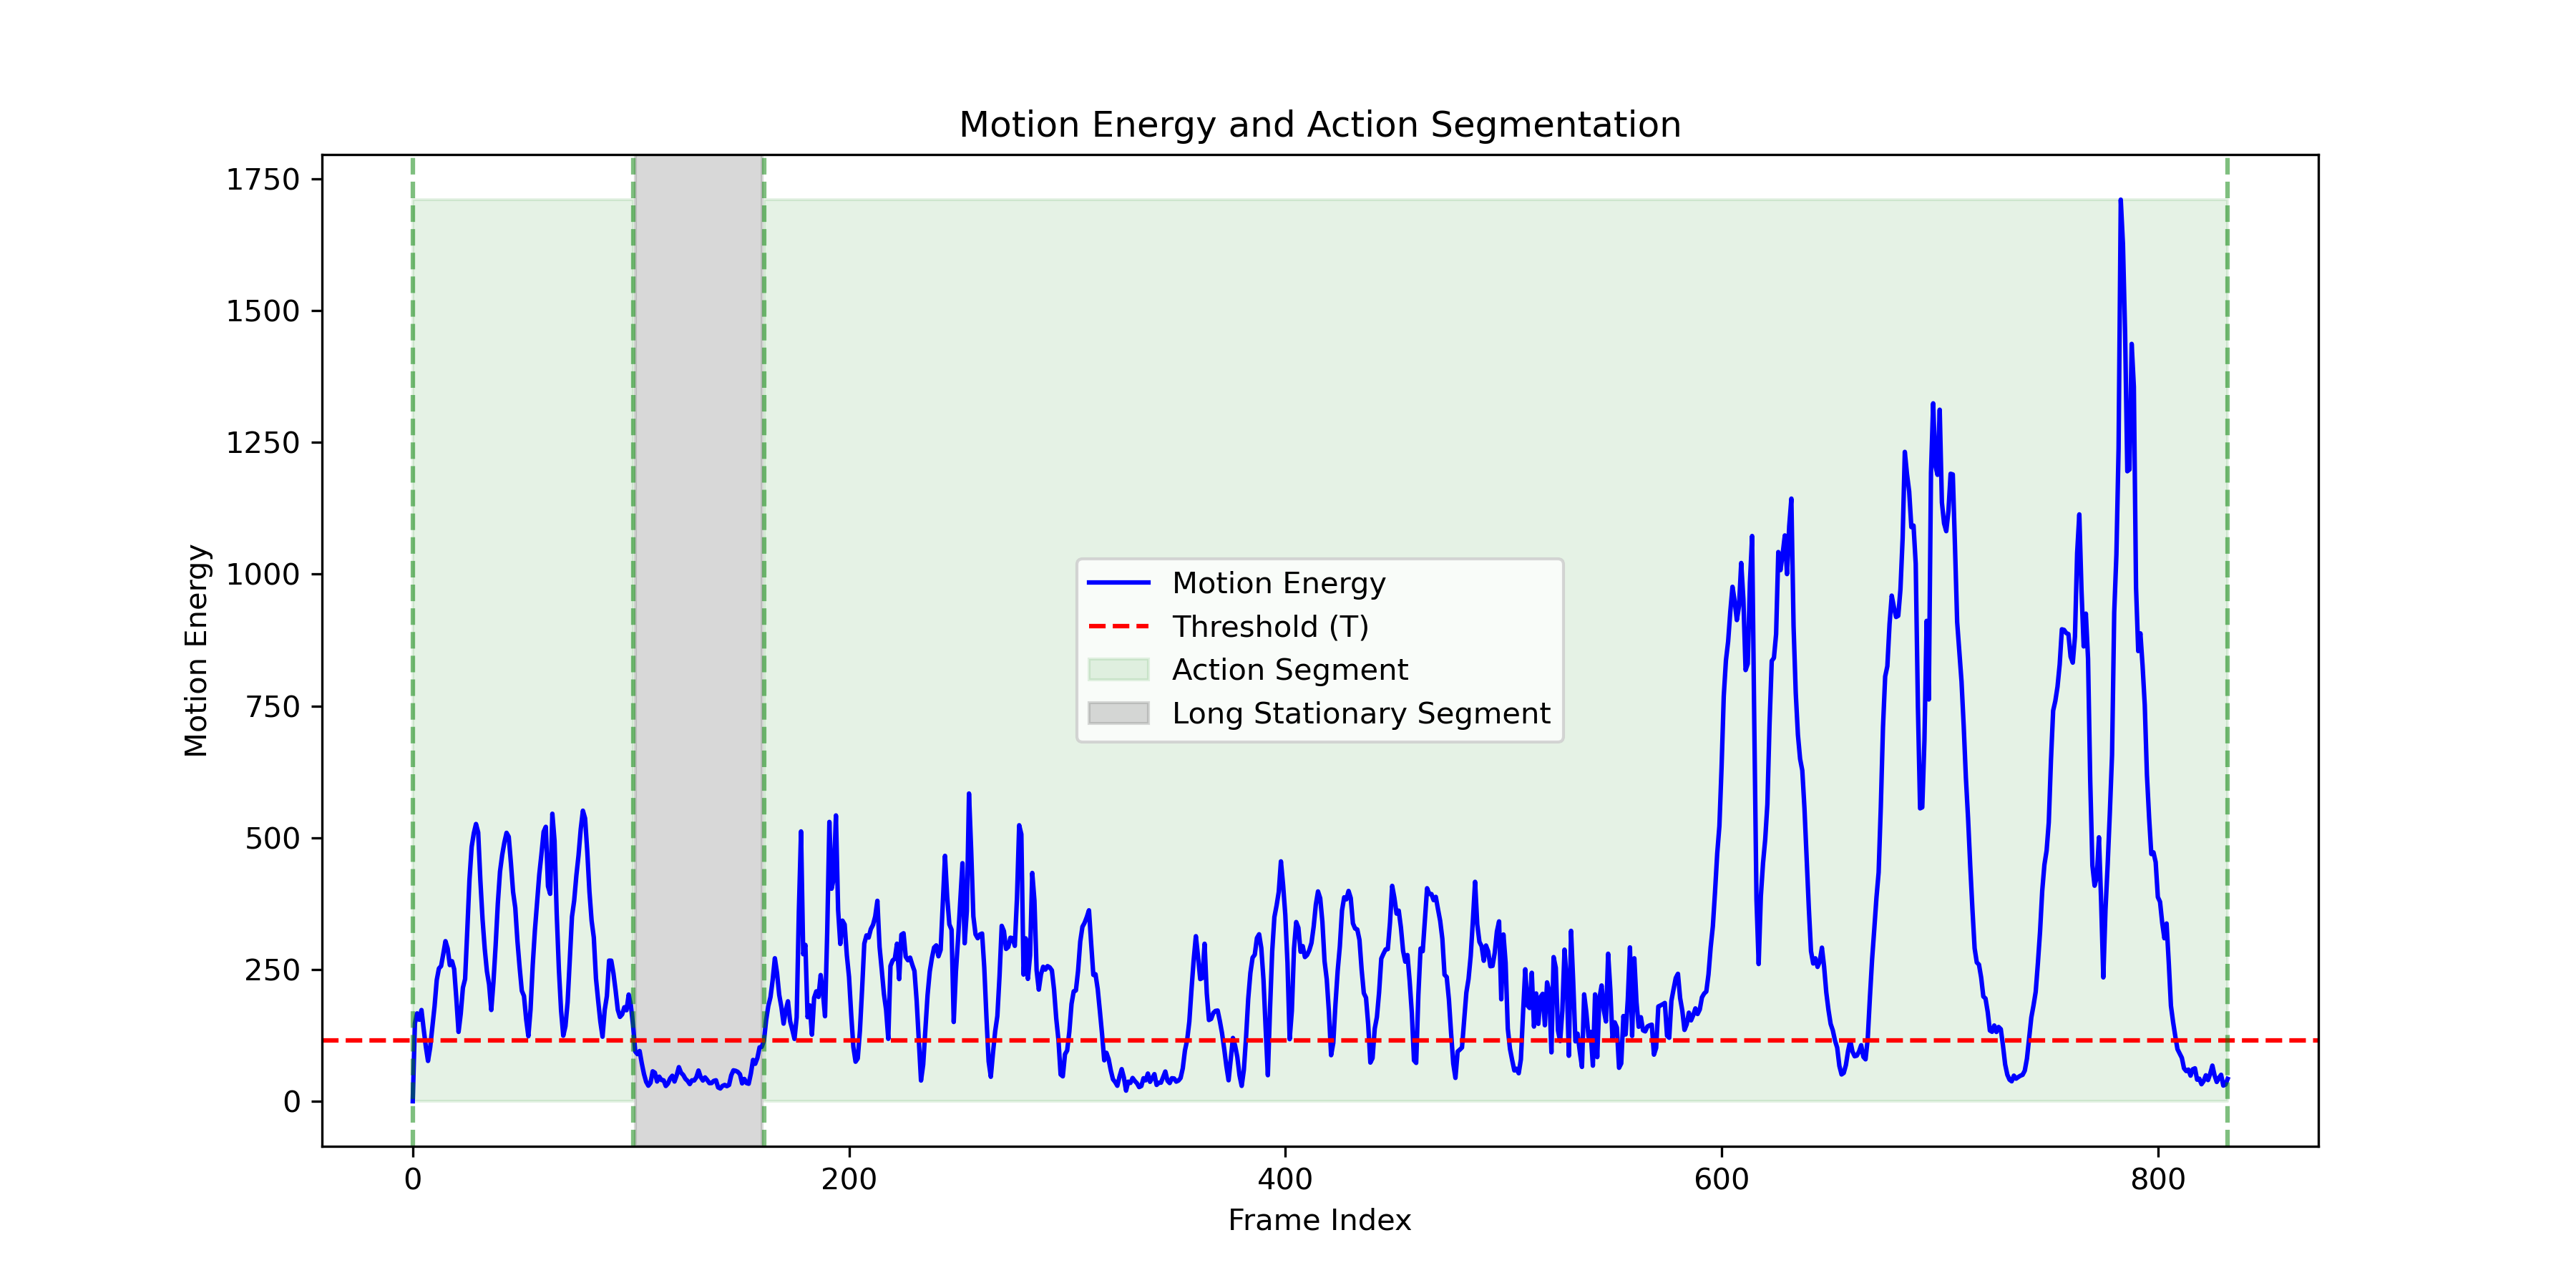 Motion Energy and Action Segmentation
1750
1500
1250
1000
750
500
250
0
Motion Energy
Motion Energy
Threshold (T)
Action Segment
Long Stationary Segment
0 200 400 600 800
Frame Index